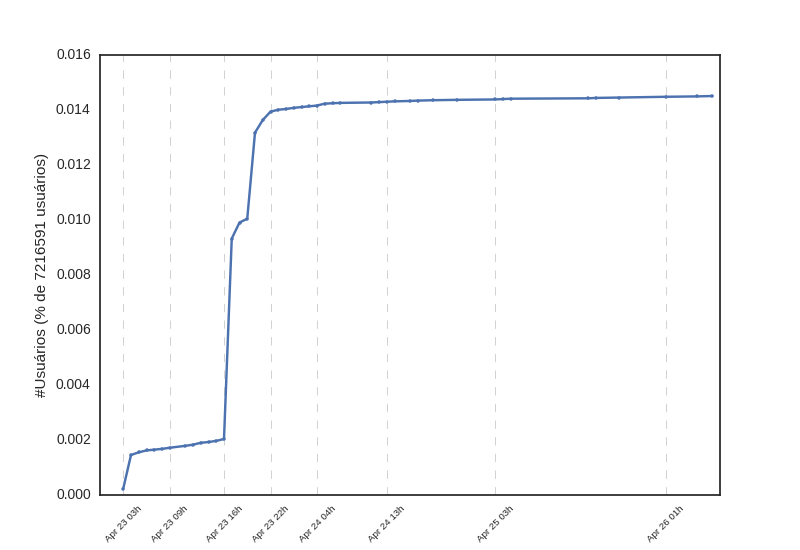 0.016
0.014
0.012
0.010
0.008
0.006
0.004
0.002
0.000
#Usuários (% de 7216591 usuários)
Apr 23 03h
Apr 23 09h
Apr 23 16h
Apr 23 22h
Apr 24 04h
Apr 24 13h
Apr 25 03h
Apr 26 01h